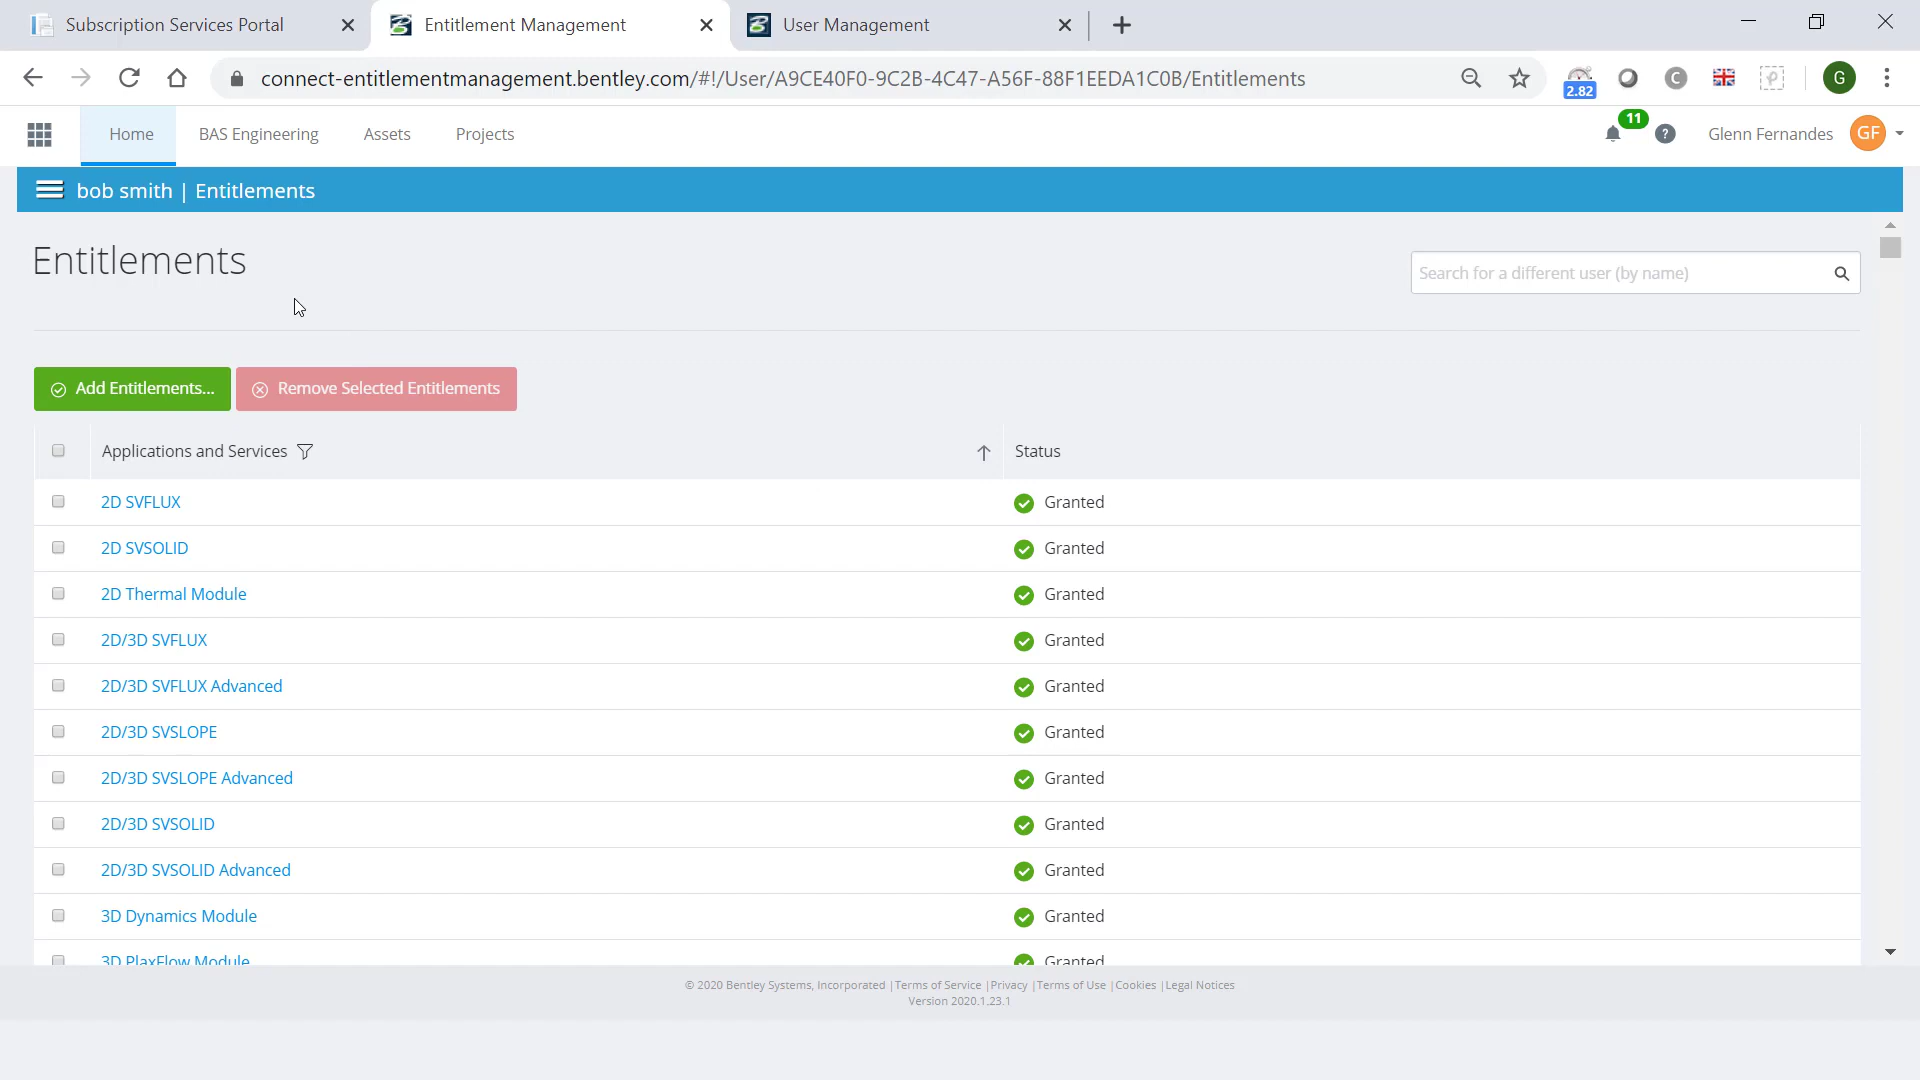 Subscription Services Portal
Entitlement Management
User Management
connect-entitlementmanagement.bentley.com/#!/User/A9CE40F0-9C2B-4C47-A56F-88F1EEDA1C0B/Entitlements
2.82
C
G
Home
BAS Engineering
Assets
Projects
11
?
Glenn Fernandes
GF
bob smith | Entitlements
Entitlements
Search for a different user (by name)
Add Entitlements...
Remove Selected Entitlements
Applications and Services
Status
2D SVFLUX Granted
2D SVSOLID Granted
2D Thermal Module Granted
2D/3D SVFLUX Granted
2D/3D SVFLUX Advanced Granted
2D/3D SVSLOPE Granted
2D/3D SVSLOPE Advanced Granted
2D/3D SVSOLID Granted
2D/3D SVSOLID Advanced Granted
3D Dynamics Module Granted
3D PlaxFlow Module Granted
© 2020 Bentley Systems, Incorporated |Terms of Service |Privacy |Terms of Use |Cookies |Legal Notices
Version 2020.1.23.1